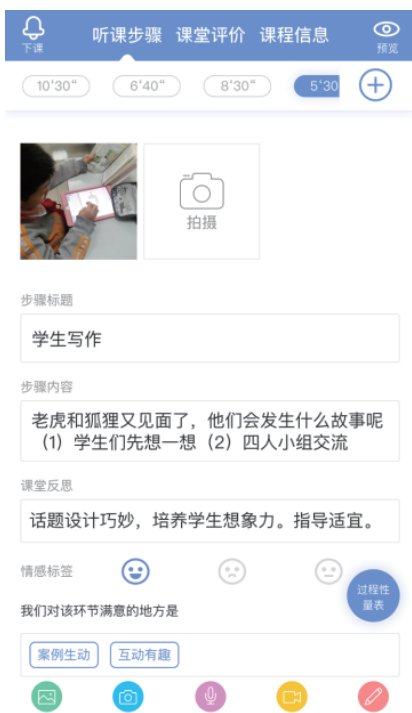 下课
听课步骤 课堂评价 课程信息
预览
10'30" 6'40" 8'30" 5'30
拍摄
步骤标题
学生写作
步骤内容
老虎和狐狸又见面了，他们会发生什么故事呢
（1）学生们先想一想（2）四人小组交流
课堂反思
话题设计巧妙，培养学生想象力。指导适宜。
情感标签
过程性
量表
我们对该环节满意的地方是
案例生动 互动有趣